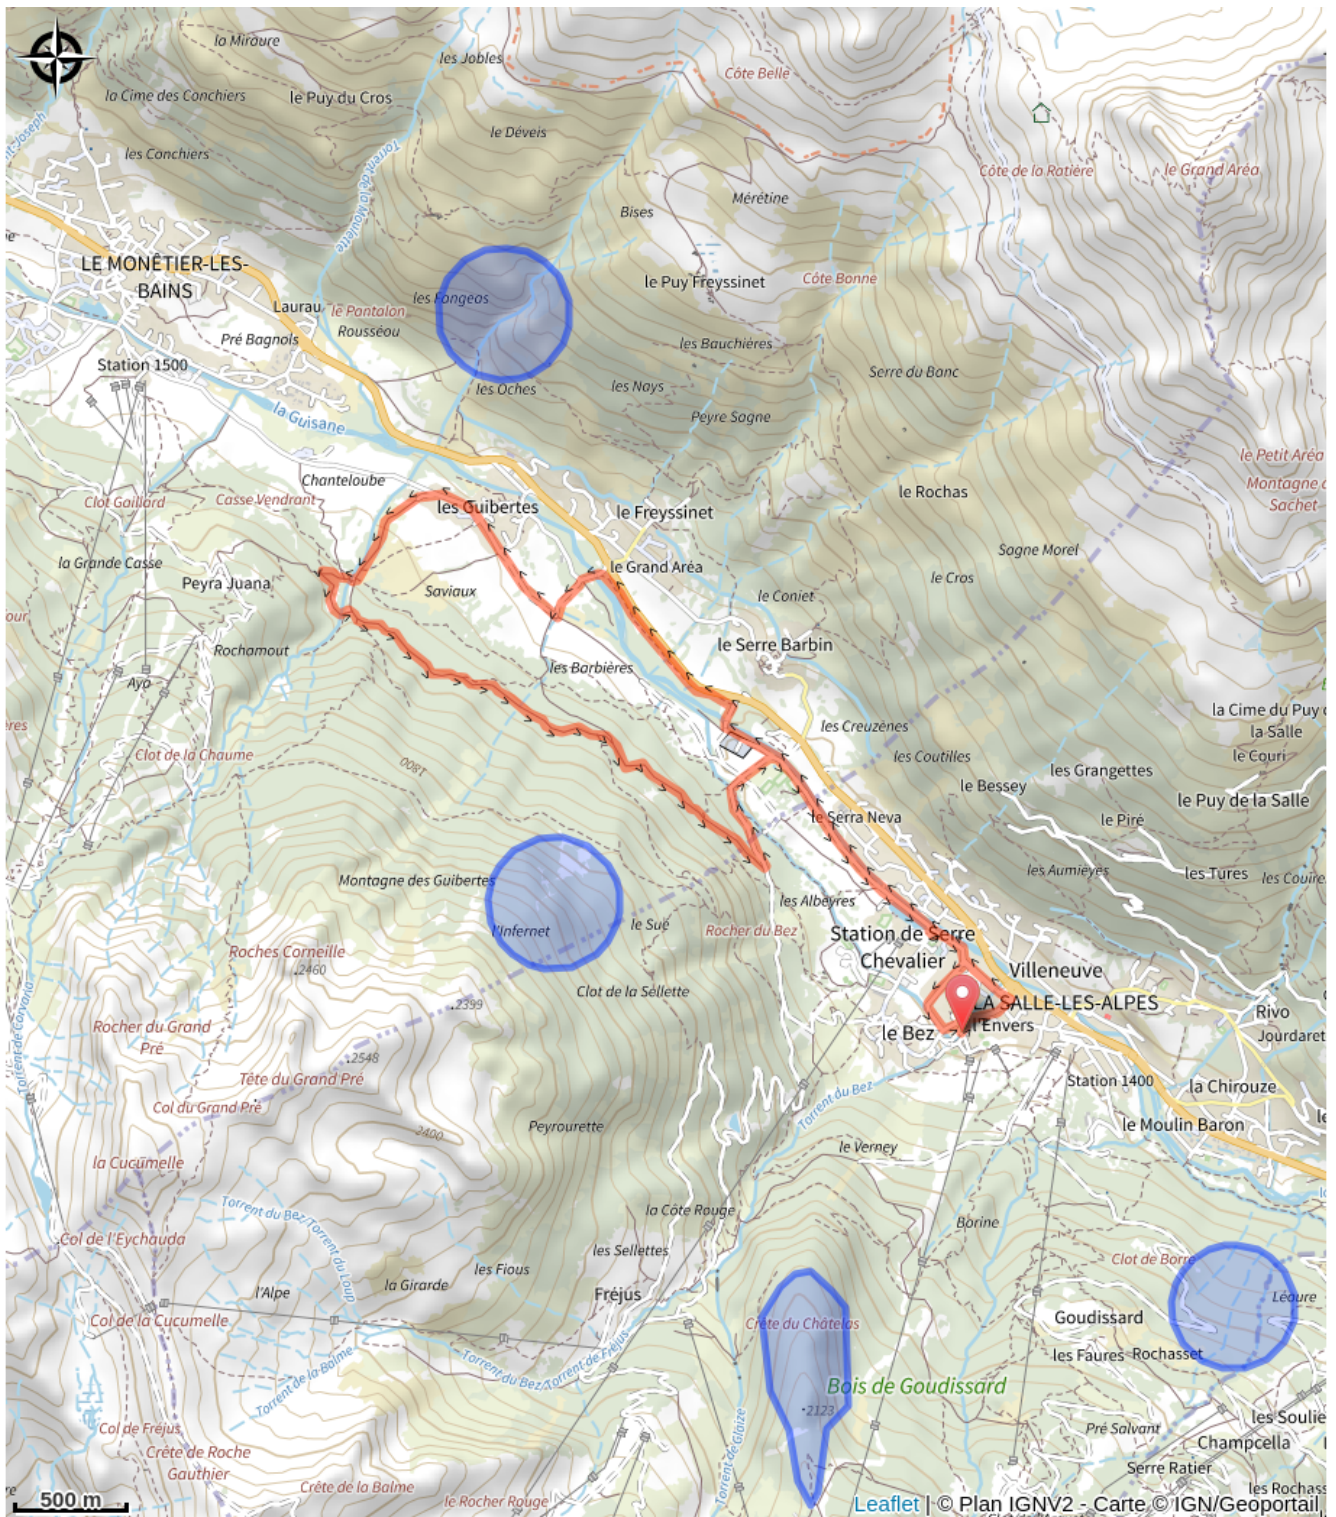 la Miraure
les Jobles
Côte Belle
la Cime des Conchiers
le Puy du Cros
le Déveis
les Conchiers
Torrent de la Moulette
Côte de la Ratière
le Grand Aréa
Mérétine
Bises
LE MONÊTIER-LES-
BAINS
le Puy Freyssinet
Côte Bonne
les Fangeas
Laurau
le Pantalon
Rousséou
Pré Bagnols
les Bauchières
Station 1500
les Oches
les Nays
Serre du Banc
la Guisane
Peyre Sagne
le Petit Aréa
Chanteloube
Montagne
Sachet
Clot Gaillard
Casse Vendrant
les Guibertes
le Freyssinet
le Rochas
la Grande Casse
Peyra Juana
le Grand Aréa
Sagne Morel
Saviaux
le Cros
le Coniet
Rochamout
le Serre Barbin
les Barbières
Aya
la Cime du Puy
la Salle
Clot de la Chaume
1800
les Creuzènes
les Coutilles
le Couri
les Grangettes
le Bessey
le Puy de la Salle
le Serra Neva
le Piré
Montagne des Guibertes
les Aumieyes
les Tures
les Couires
les Albeyres
l'Infernet
le Sué
Rocher du Bez
Station de Serre
Chevalier
Roches Corneille
2460
Villeneuve
Clot de la Sellette
2399
LA SALLE-LES-ALPES
Rivo
Rocher du Grand
Pré
le Bez
l'Envers
Jourdaret
2548
Torrent de Corvaria
Tête du Grand Pré
Station 1400
la Chirouze
Col du Grand Pré
Torrent du Bez
2400
Peyrourette
le Moulin Baron
le Verney
la Cucumelle
Torrent du Bez/Torrent du Loup
la Côte Rouge
Borine
Col de l'Eychauda
les Sellettes
Clot de Borre
les Fious
l'Alpe
la Girarde
Fréjus
Léoure
Col de la Cucumelle
Crête du Châtelas
Goudissard
les Faures
Rochasset
Torrent du Bez/Torrent de Fréjus
Torrent de la Balme
Bois de Goudissard
2123
les Soulie
Col de Fréjus
Pré Salvant
Champcella
Crête de Roche
Gauthier
Torrent de Glaize
Serre Ratier
Crête de la Balme
le Rocher Rouge
les Rochas
500 m
Leaflet | © Plan IGNV2 - Carte © IGN/Geoportail